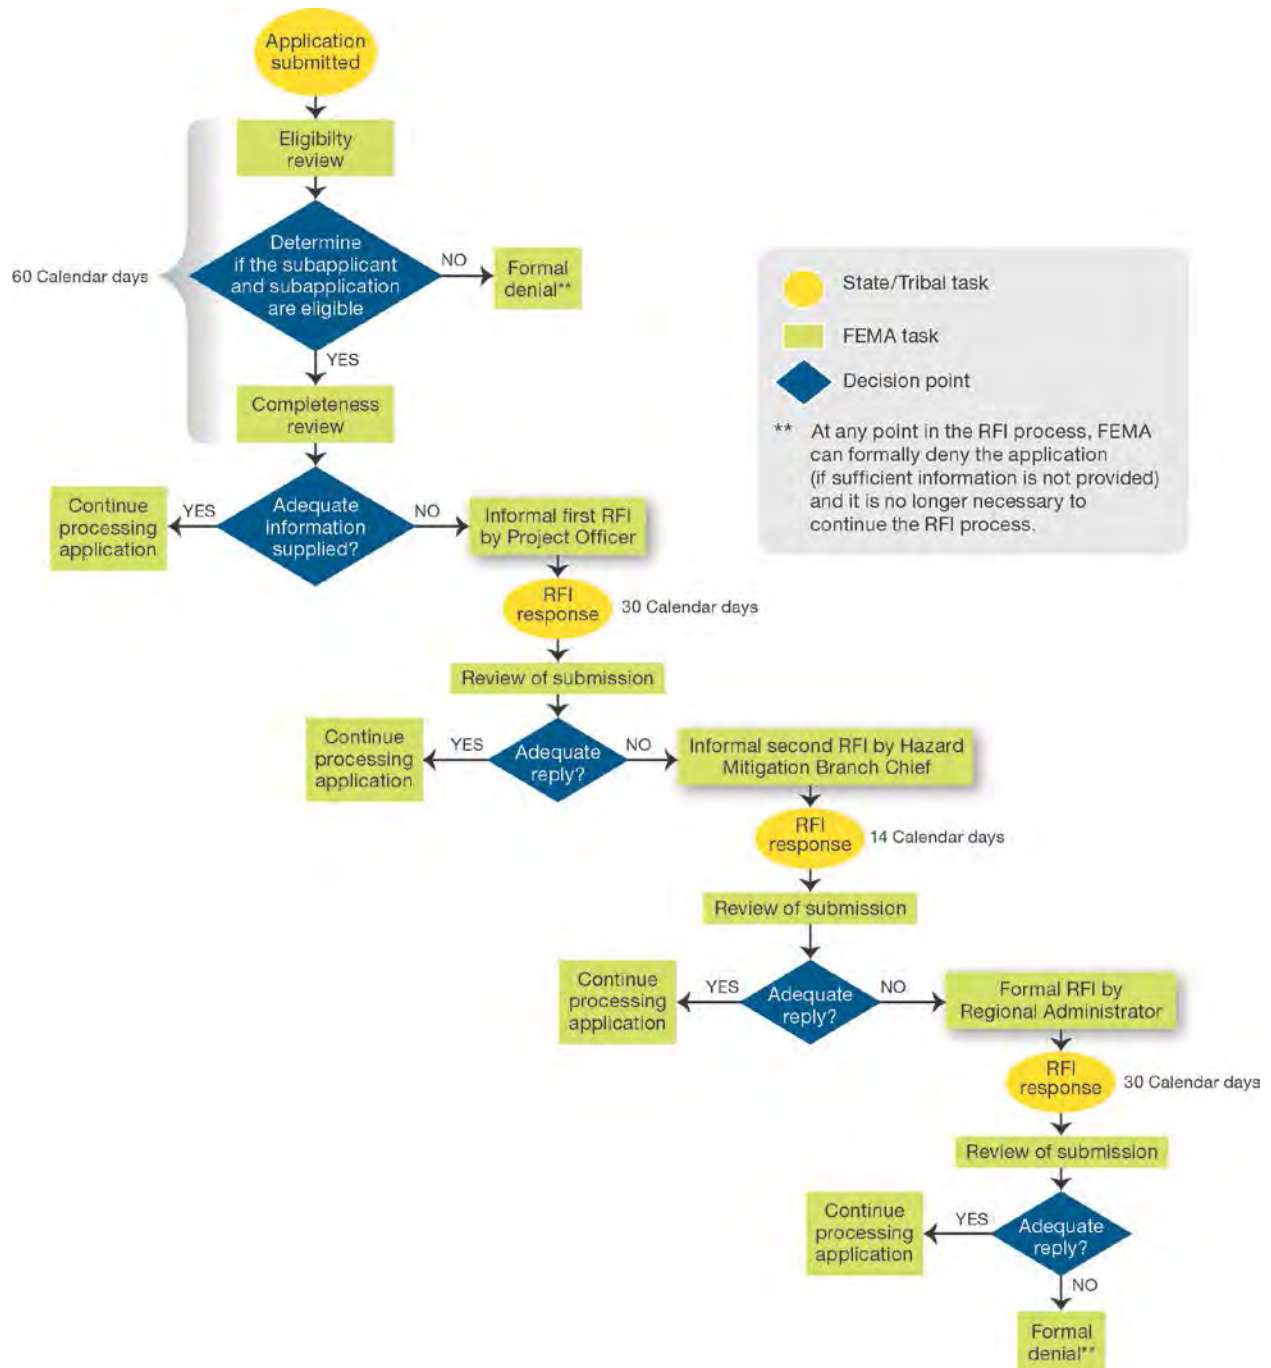 Application
submitted
Eligibilty
review
60 Calendar days
Determine
if the subapplicant
and subapplication
are eligible
NO
Formal
denial**
YES
Completeness
review
State/Tribal task
FEMA task
Decision point
** At any point in the RFI process, FEMA
can formally deny the application
(if sufficient information is not provided)
and it is no longer necessary to
continue the RFI process.
Continue
processing
application
YES
Adequate
information
supplied?
NO
Informal first RFI
by Project Officer
RFI
response
30 Calendar days
Review of submission
Continue
processing
application
YES
Adequate
reply?
NO
Informal second RFI by Hazard
Mitigation Branch Chief
RFI
response
14 Calendar days
Review of submission
Continue
processing
application
YES
Adequate
reply?
NO
Formal RFI by
Regional Administrator
RFI
response
30 Calendar days
Review of submission
Continue
processing
application
YES
Adequate
reply?
NO
Formal
denial**